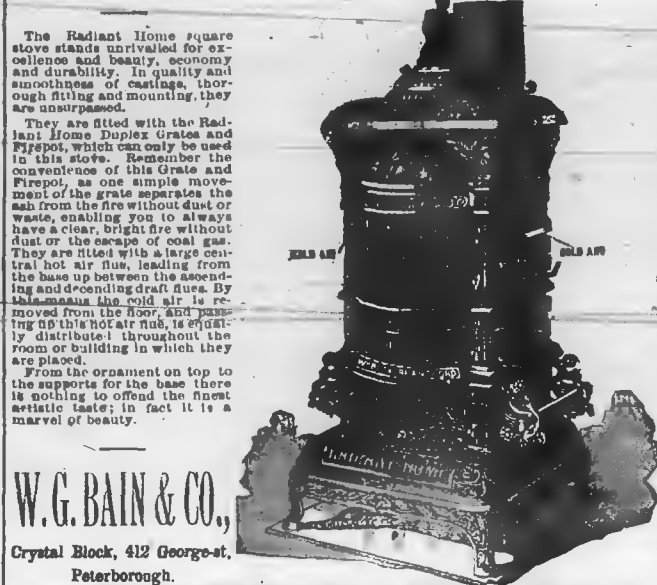 The Radiant Home square
stove stands unrivalled for ex-
cellence and beauty, economy
and durability. In quality and
smoothness of castings, thor-
ough fitting and mounting, they
are unsurpassed.
They are fitted with the Rad-
iant Home Duplex Grates and
Firepot, which can only be used
in this stove. Remember the
convenience of this Grate and
Firepot, as one simple move-
ment of the grate separates the
ash from the fire without dust or
waste, enabling you to always
have a clear, bright fire without
dust or the escape of coal gas.
They are fitted with a large cen-
tral hot air flue, leading from
the base up between the ascend-
ing and decending draft flues. By
this means the cold air is re-
moved from the floor, and pass-
ing up this hot air flue, is equal-
ly distributed throughout the
room or building in which they
are placed.
From the ornament on top to
the supports for the base there
is nothing to offend the finest
artistic taste; in fact it is a
marvel of beauty.
W. G. BAIN & CO.,
Crystal Block, 412 George-st,
Peterborough.